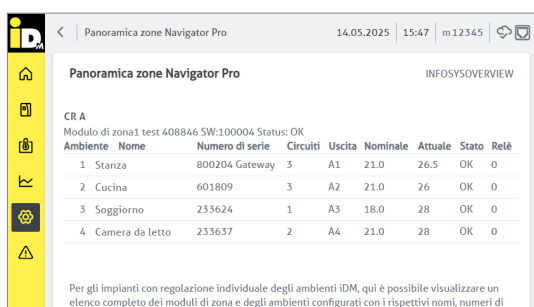 iDM
Panoramica zone Navigator Pro 14.05.2025 15:47 m12345
Panoramica zone Navigator Pro INFOSYSOVERVIEW
CR A
Modulo di zona1 test 408846 SW:100004 Status: OK
Ambiente Nome Numero di serie Circuiti Uscita Nominale Attuale Stato Relè
1 Stanza 800204 Gateway 3 A1 21.0 26.5 OK 0
2 Cucina 601809 3 A2 21.0 26 OK 0
3 Soggiorno 233624 1 A3 18.0 28 OK 0
4 Camera da letto 233637 2 A4 21.0 28 OK 0
Per gli impianti con regolazione individuale degli ambienti iDM, qui è possibile visualizzare un
elenco completo dei moduli di zona e degli ambienti configurati con i rispettivi nomi, numeri di